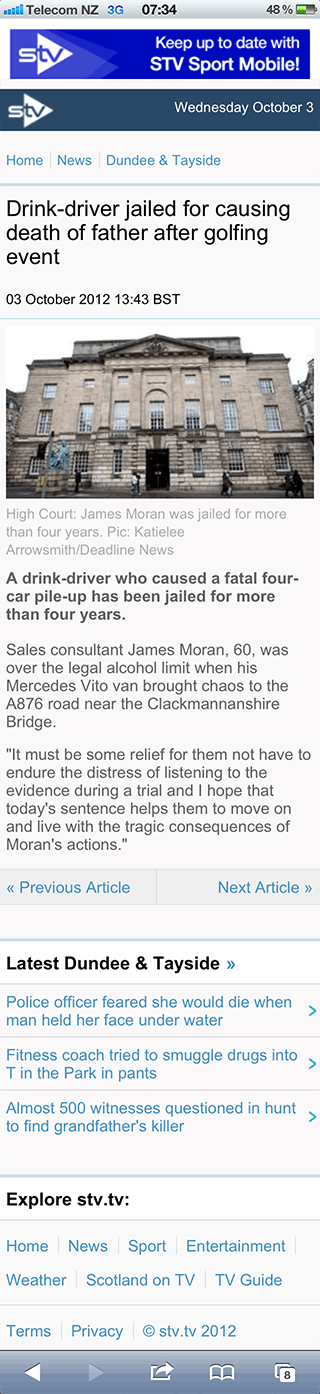 Telecom NZ 3G 07:34 48 %
stv
Keep up to date with
STV Sport Mobile!
stv
Wednesday October 3
Home News Dundee & Tayside
Drink-driver jailed for causing
death of father after golfing
event
03 October 2012 13:43 BST
High Court: James Moran was jailed for more
than four years. Pic: Katielee
Arrowsmith/Deadline News
A drink-driver who caused a fatal four-
car pile-up has been jailed for more
than four years.
Sales consultant James Moran, 60, was
over the legal alcohol limit when his
Mercedes Vito van brought chaos to the
A876 road near the Clackmannanshire
Bridge.
"It must be some relief for them not have to
endure the distress of listening to the
evidence during a trial and I hope that
today's sentence helps them to move on
and live with the tragic consequences of
Moran's actions."
« Previous Article Next Article »
Latest Dundee & Tayside »
Police officer feared she would die when
man held her face under water
Fitness coach tried to smuggle drugs into
T in the Park in pants
Almost 500 witnesses questioned in hunt
to find grandfather's killer
Explore stv.tv:
Home News Sport Entertainment
Weather Scotland on TV TV Guide
Terms Privacy © stv.tv 2012
8